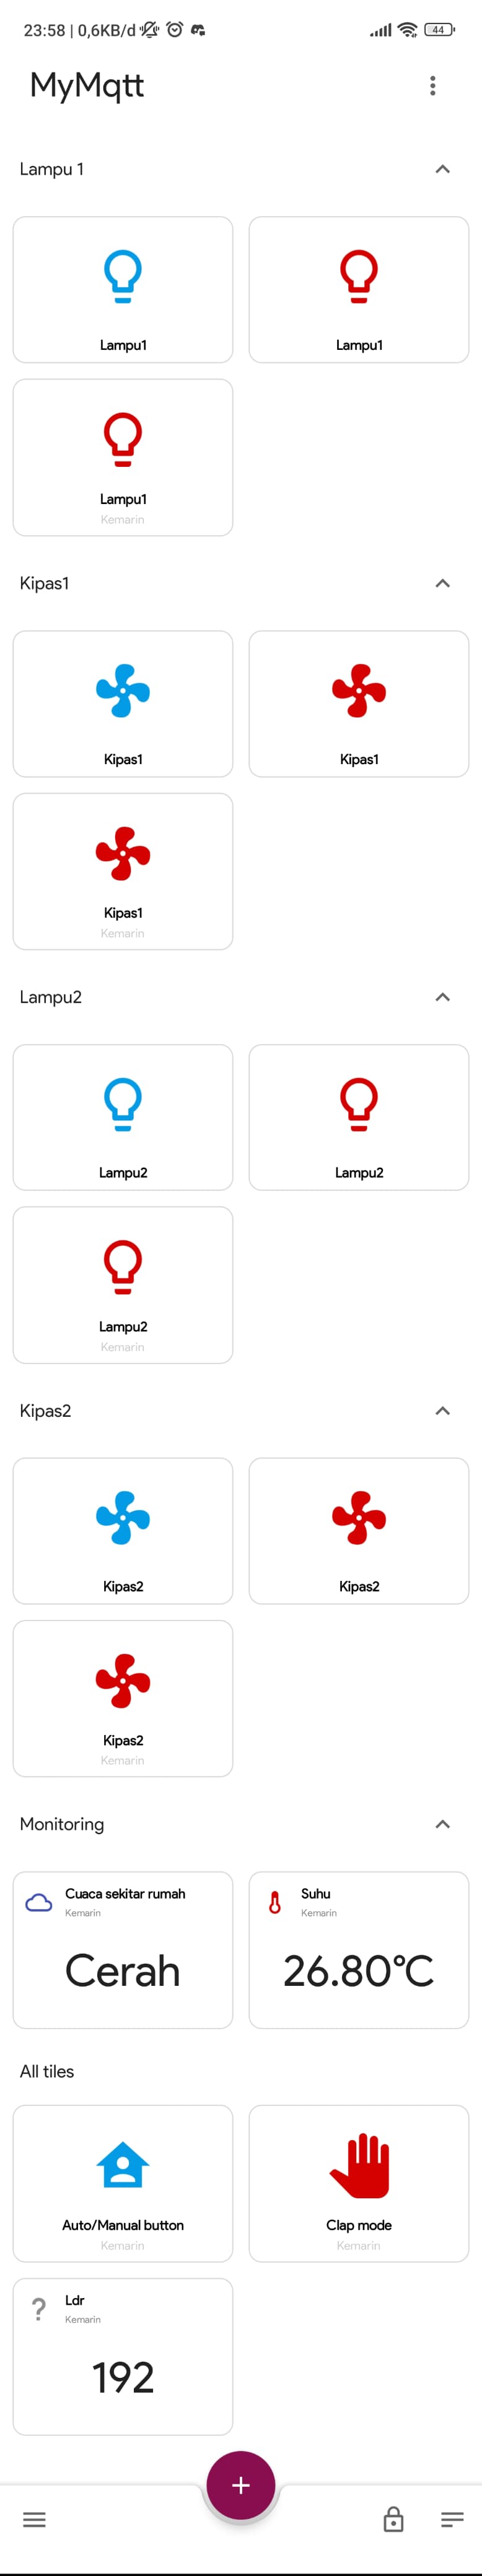 23:58 | 0,6KB/d
44
MyMqtt
Lampu 1
Lampu1
Lampu1
Lampu1
Kemarin
Kipas1
Kipas1
Kipas1
Kipas1
Kemarin
Lampu2
Lampu2
Lampu2
Lampu2
Kemarin
Kipas2
Kipas2
Kipas2
Kipas2
Kemarin
Monitoring
Cuaca sekitar rumah
Kemarin
Cerah
Suhu
Kemarin
26.80°C
All tiles
Auto/Manual button
Kemarin
Clap mode
Kemarin
?
Ldr
Kemarin
192
+